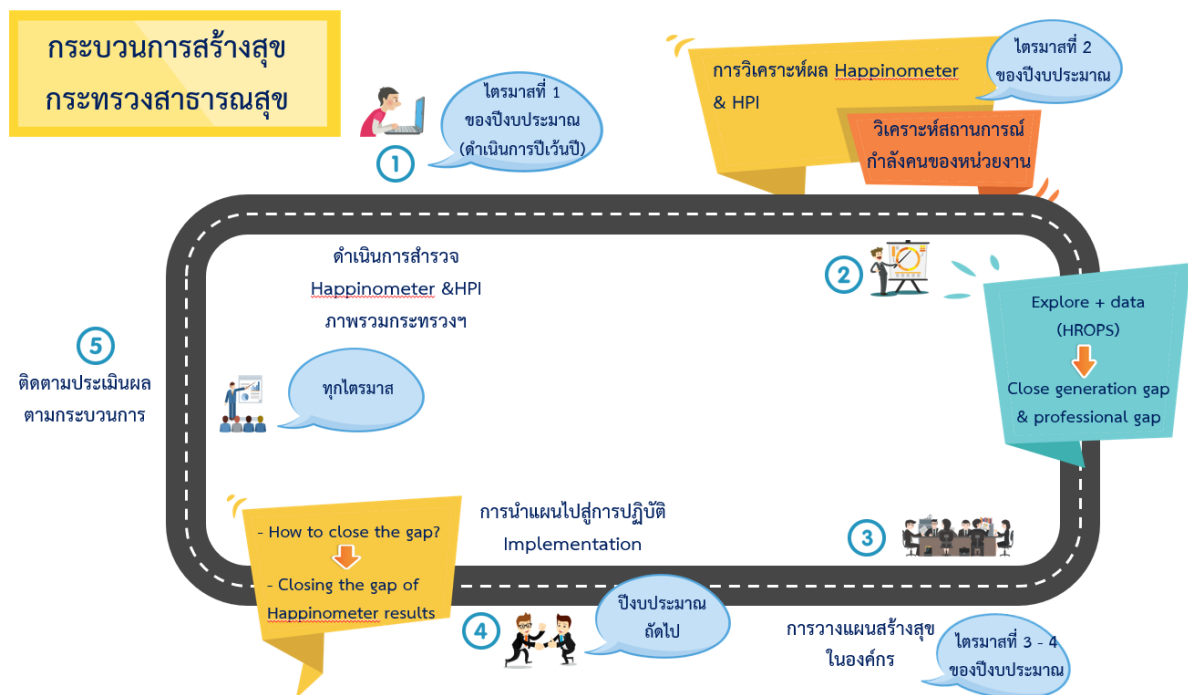 กระบวนการสร้างสุข
กระทรวงสาธารณสุข
ไตรมาสที่ 1
ของปีงบประมาณ
(ดำเนินการปีเว้นปี)
1
ดำเนินการสำรวจ
Happinometer &HPI
ภาพรวมกระทรวงฯ
การวิเคราะห์ผล Happinometer
& HPI
ไตรมาสที่ 2
ของปีงบประมาณ
วิเคราะห์สถานการณ์
กำลังคนของหน่วยงาน
2
Explore + data
(HROPS)
Close generation gap
& professional gap
3
การวางแผนสร้างสุข
ในองค์กร
ไตรมาสที่ 3 - 4
ของปีงบประมาณ
การนำแผนไปสู่การปฏิบัติ
Implementation
4
ปีงบประมาณ
ถัดไป
- How to close the gap?
- Closing the gap of
Happinometer results
5
ติดตามประเมินผล
ตามกระบวนการ
ทุกไตรมาส